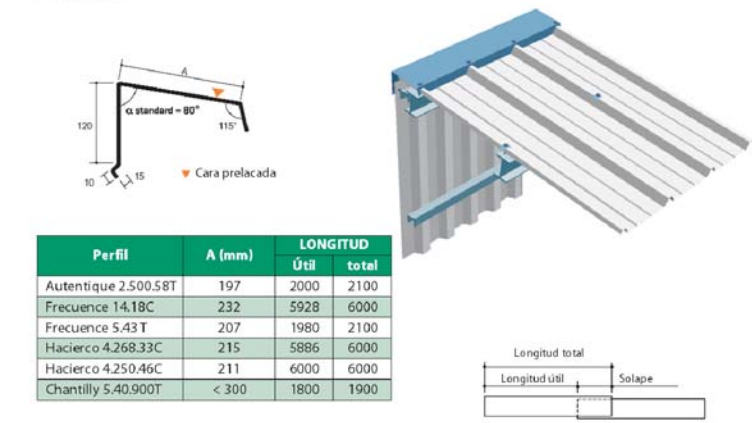 A
α standard = 80°
120
115°
10
15
Cara prelacada
Perfil A (mm) LONGITUD
Útil total
Autentique 2.500.58T 197 2000 2100
Frecuence 14.18C 232 5928 6000
Frecuence 5.43 T 207 1980 2100
Hacierco 4.268.33C 215 5886 6000
Hacierco 4.250.46C 211 6000 6000
Chantilly 5.40.900T < 300 1800 1900
Longitud total
Longitud útil Solape